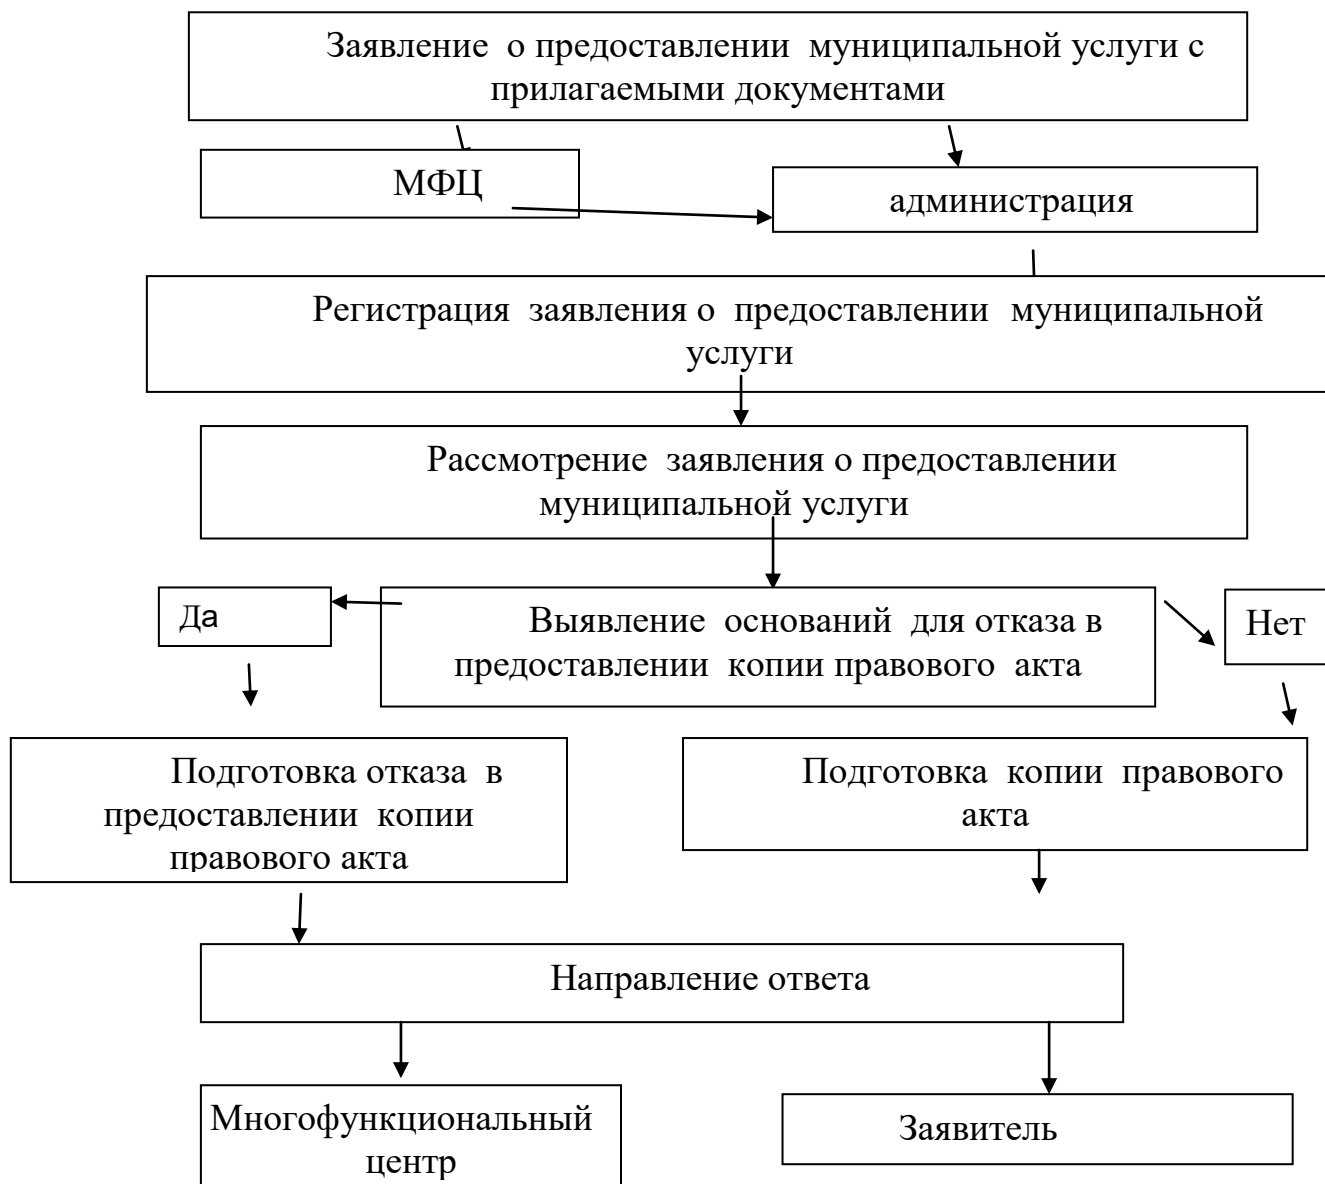 Заявление о предоставлении муниципальной услуги с
прилагаемыми документами
МФЦ
администрация
Регистрация заявления о предоставлении муниципальной
услуги
Рассмотрение заявления о предоставлении
муниципальной услуги
Да
Выявление оснований для отказа в
предоставлении копии правового акта
Нет
Подготовка отказа в
предоставлении копии
правового акта
Подготовка копии правового
акта
Направление ответа
Многофункциональный
центр
Заявитель